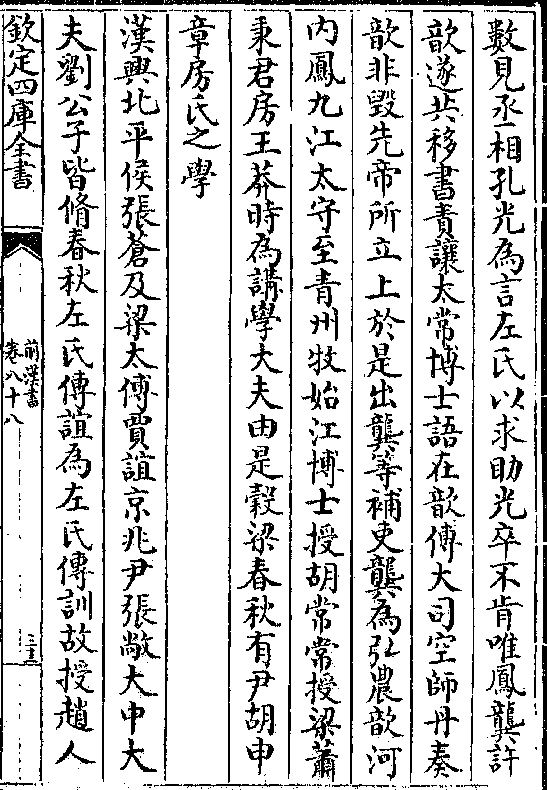 數見丞相孔光為言左氏以求助光卒不肯唯鳳龔許
歆遂共移書責讓太常博士語在歆傳大司空師丹奏
歆非毀先帝所立上於是出龔等補吏龔為弘農歆河
内鳳九江太守至青州牧始江博士授胡常常授梁蕭
秉君房王莽時為講學大夫由是穀梁春秋有尹胡申
章房氏之學
漢興北平侯張蒼及梁太傅賈誼京兆尹張敞大中大
夫劉公子皆脩春秋左氏傳誼為左氏傳訓故授趙人
欽定四庫全書
前漢書
卷八十八